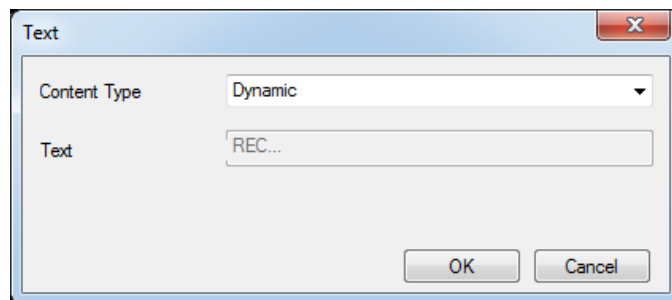 Text
Content Type
Dynamic
Text
REC...
OK
Cancel